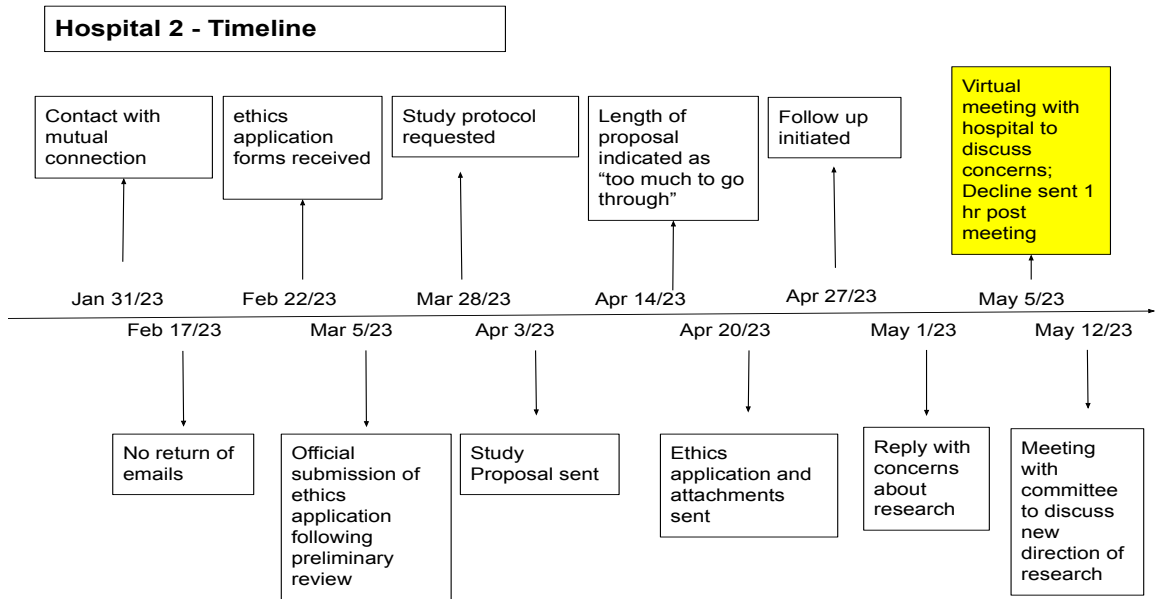 Hospital 2 - Timeline
Contact with
mutual
connection
ethics
application
forms received
Study protocol
requested
Length of
proposal
indicated as
“too much to go
through”
Follow up
initiated
Virtual
meeting with
hospital to
discuss
concerns;
Decline sent 1
hr post
meeting
Jan 31/23
Feb 22/23
Mar 28/23
Apr 14/23
Apr 27/23
May 5/23
Feb 17/23
Mar 5/23
Apr 3/23
Apr 20/23
May 1/23
May 12/23
No return of
emails
Official
submission of
ethics
application
following
preliminary
review
Study
Proposal sent
Ethics
application and
attachments
sent
Reply with
concerns
about
research
Meeting
with
committee
to discuss
new
direction of
research